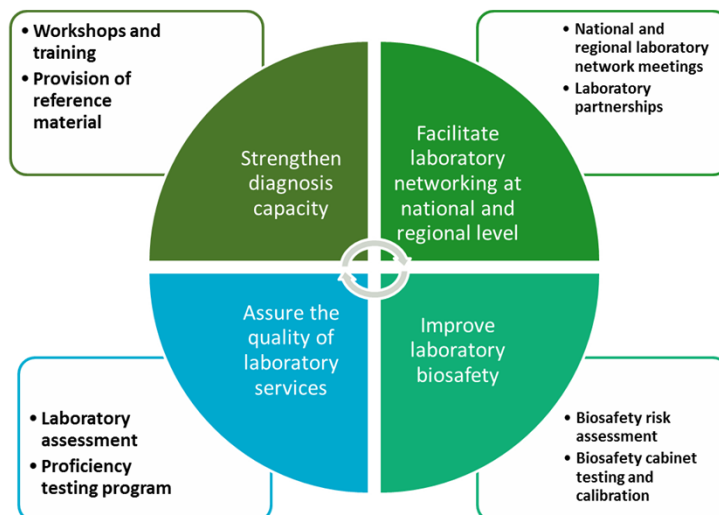 • Workshops and
training
• Provision of
reference
material
• National and
regional laboratory
network meetings
• Laboratory
partnerships
Strengthen
diagnosis
capacity
Facilitate
laboratory
networking at
national and
regional level
Assure the
quality of
laboratory
services
Improve
laboratory
biosafety
• Laboratory
assessment
• Proficiency
testing program
• Biosafety risk
assessment
• Biosafety cabinet
testing and
calibration